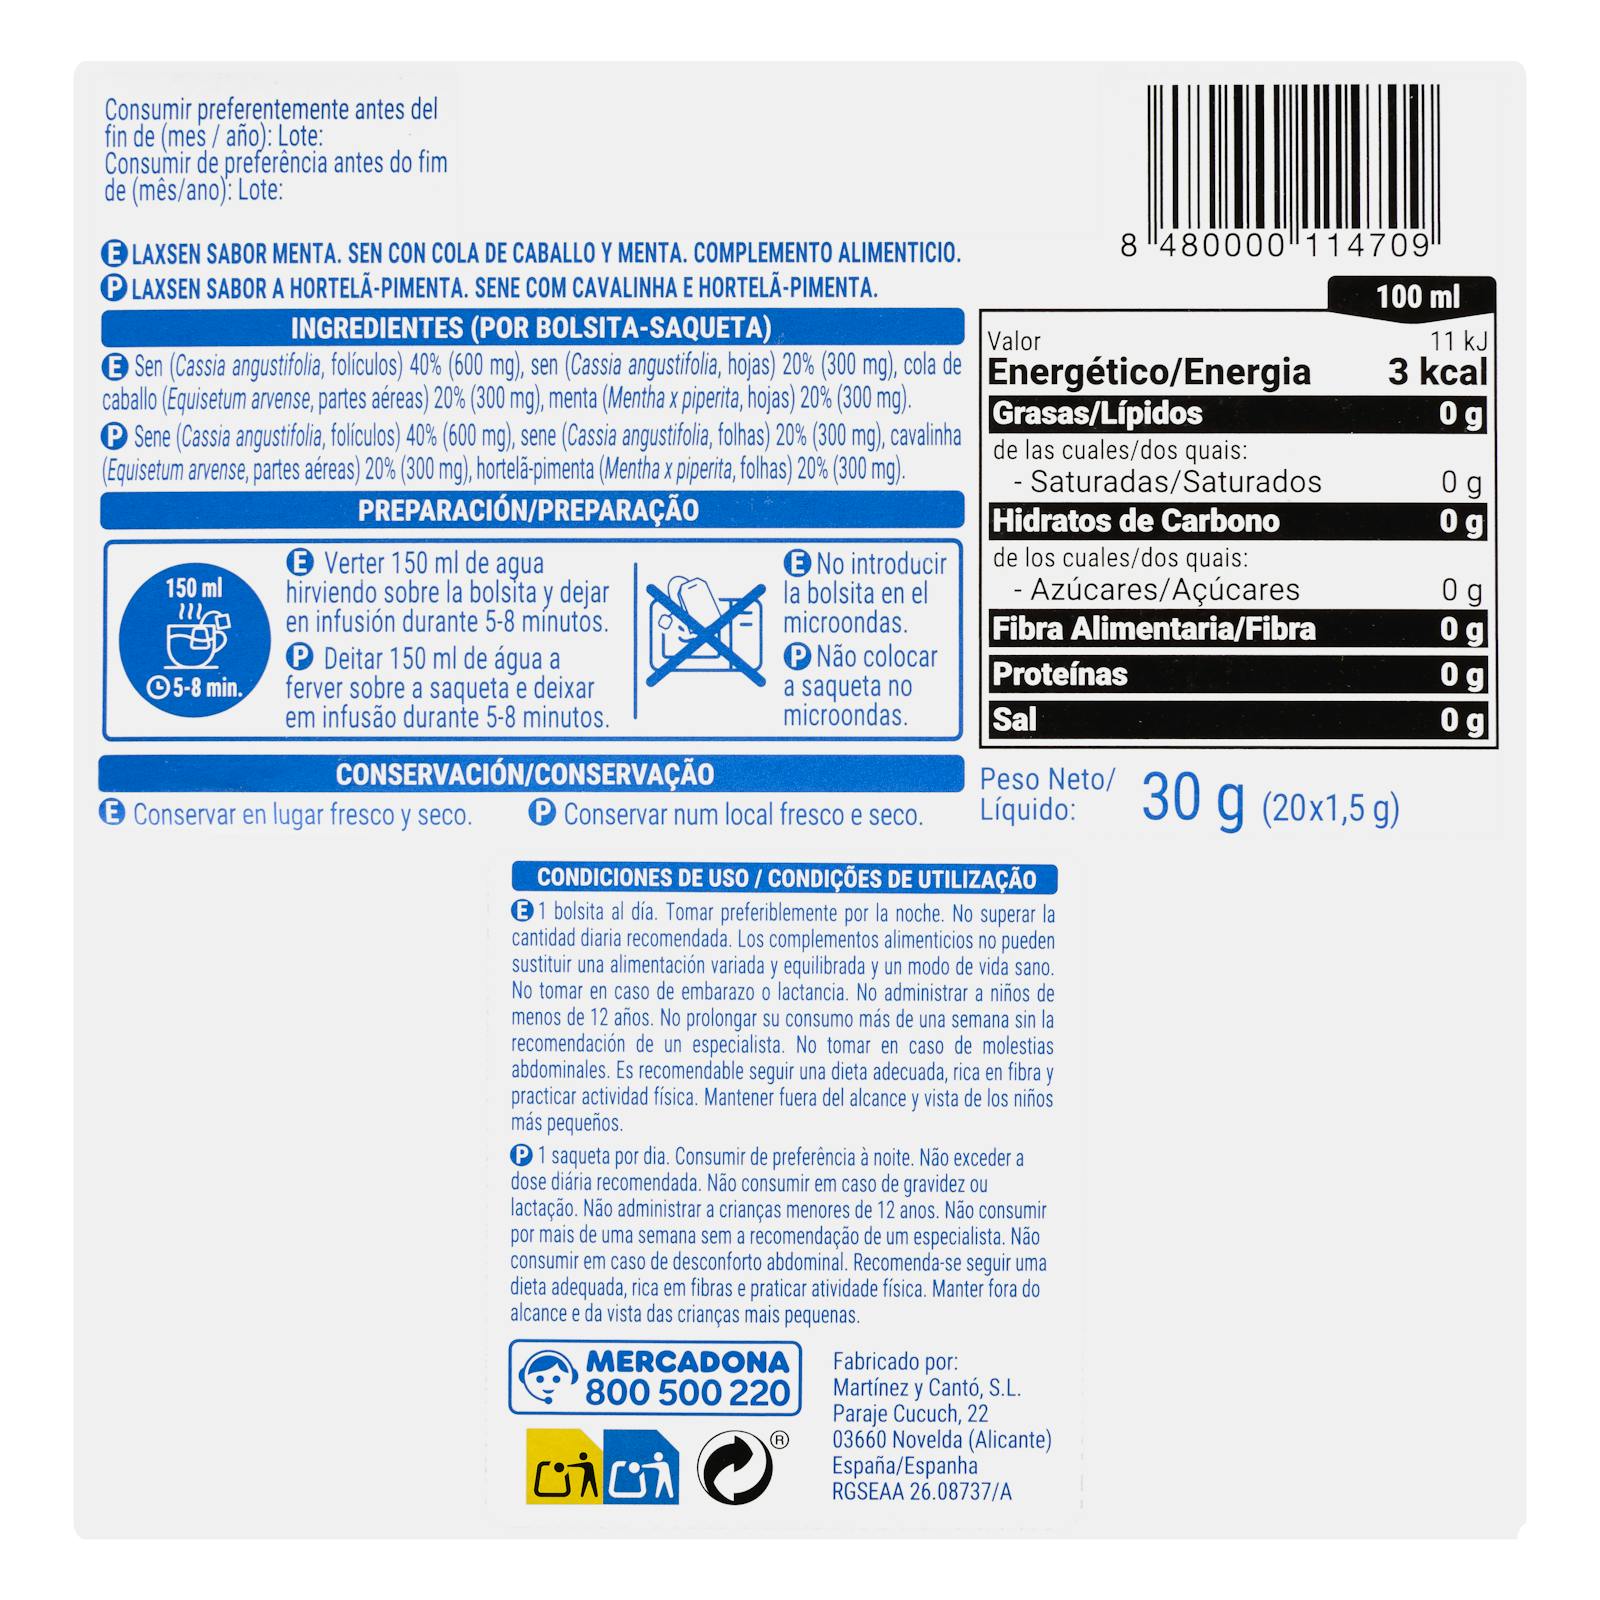 Consumir preferentemente antes del
fin de (mes / año): Lote:
Consumir de preferência antes do fim
de (mês/ano): Lote:
8 480000 114709
E LAXSEN SABOR MENTA. SEN CON COLA DE CABALLO Y MENTA. COMPLEMENTO ALIMENTICIO.
P LAXSEN SABOR A HORTELÃ-PIMENTA. SENE COM CAVALINHA E HORTELÃ-PIMENTA.
INGREDIENTES (POR BOLSITA-SAQUETA)
E Sen (Cassia angustifolia, folículos) 40% (600 mg), sen (Cassia angustifolia, hojas) 20% (300 mg), cola de
caballo (Equisetum arvense, partes aéreas) 20% (300 mg), menta (Mentha x piperita, hojas) 20% (300 mg).
P Sene (Cassia angustifolia, folículos) 40% (600 mg), sene (Cassia angustifolia, folhas) 20% (300 mg), cavalinha
(Equisetum arvense, partes aéreas) 20% (300 mg), hortelã-pimenta (Mentha x piperita, folhas) 20% (300 mg).
PREPARACIÓN/PREPARAÇÃO
150 ml
5-8 min.
E Verter 150 ml de agua
hirviendo sobre la bolsita y dejar
en infusión durante 5-8 minutos.
P Deitar 150 ml de água a
ferver sobre a saqueta e deixar
em infusão durante 5-8 minutos.
E No introducir
la bolsita en el
microondas.
P Não colocar
a saqueta no
microondas.
CONSERVACIÓN/CONSERVAÇÃO
E Conservar en lugar fresco y seco.
P Conservar num local fresco e seco.
100 ml
Valor 11 kJ
Energético/Energia 3 kcal
Grasas/Lípidos 0 g
de las cuales/dos quais:
- Saturadas/Saturados 0 g
Hidratos de Carbono 0 g
de los cuales/dos quais:
- Azúcares/Açúcares 0 g
Fibra Alimentaria/Fibra 0 g
Proteínas 0 g
Sal 0 g
Peso Neto/
Líquido: 30 g (20x1,5 g)
CONDICIONES DE USO / CONDIÇÕES DE UTILIZAÇÃO
E 1 bolsita al día. Tomar preferiblemente por la noche. No superar la
cantidad diaria recomendada. Los complementos alimenticios no pueden
sustituir una alimentación variada y equilibrada y un modo de vida sano.
No tomar en caso de embarazo o lactancia. No administrar a niños de
menos de 12 años. No prolongar su consumo más de una semana sin la
recomendación de un especialista. No tomar en caso de molestias
abdominales. Es recomendable seguir una dieta adecuada, rica en fibra y
practicar actividad física. Mantener fuera del alcance y vista de los niños
más pequeños.
P 1 saqueta por dia. Consumir de preferência à noite. Não exceder a
dose diária recomendada. Não consumir em caso de gravidez ou
lactação. Não administrar a crianças menores de 12 anos. Não consumir
por mais de uma semana sem a recomendação de um especialista. Não
consumir em caso de desconforto abdominal. Recomenda-se seguir uma
dieta adequada, rica em fibras e praticar atividade física. Manter fora do
alcance e da vista das crianças mais pequenas.
MERCADONA
800 500 220
®
Fabricado por:
Martínez y Cantó, S.L.
Paraje Cucuch, 22
03660 Novelda (Alicante)
España/Espanha
RGSEAA 26.08737/A